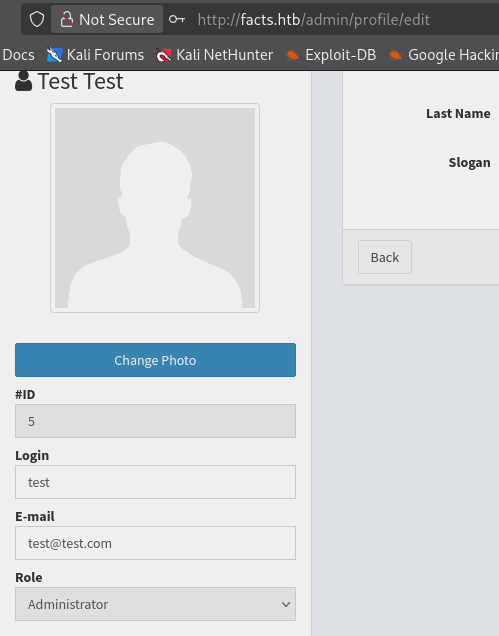 Not Secure http://facts.htb/admin/profile/edit
Docs Kali Forums Kali NetHunter Exploit-DB Google Hackin
Test Test
Last Name
Slogan
Back
Change Photo
#ID
5
Login
test
E-mail
test@test.com
Role
Administrator